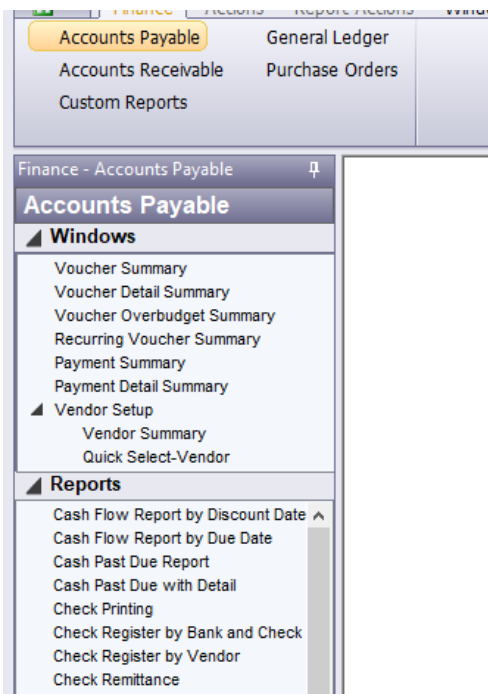 Finance Actions Report Actions
Accounts Payable General Ledger
Accounts Receivable Purchase Orders
Custom Reports
Finance - Accounts Payable
Accounts Payable
Windows
Voucher Summary
Voucher Detail Summary
Voucher Overbudget Summary
Recurring Voucher Summary
Payment Summary
Payment Detail Summary
Vendor Setup
Vendor Summary
Quick Select-Vendor
Reports
Cash Flow Report by Discount Date
Cash Flow Report by Due Date
Cash Past Due Report
Cash Past Due with Detail
Check Printing
Check Register by Bank and Check
Check Register by Vendor
Check Remittance